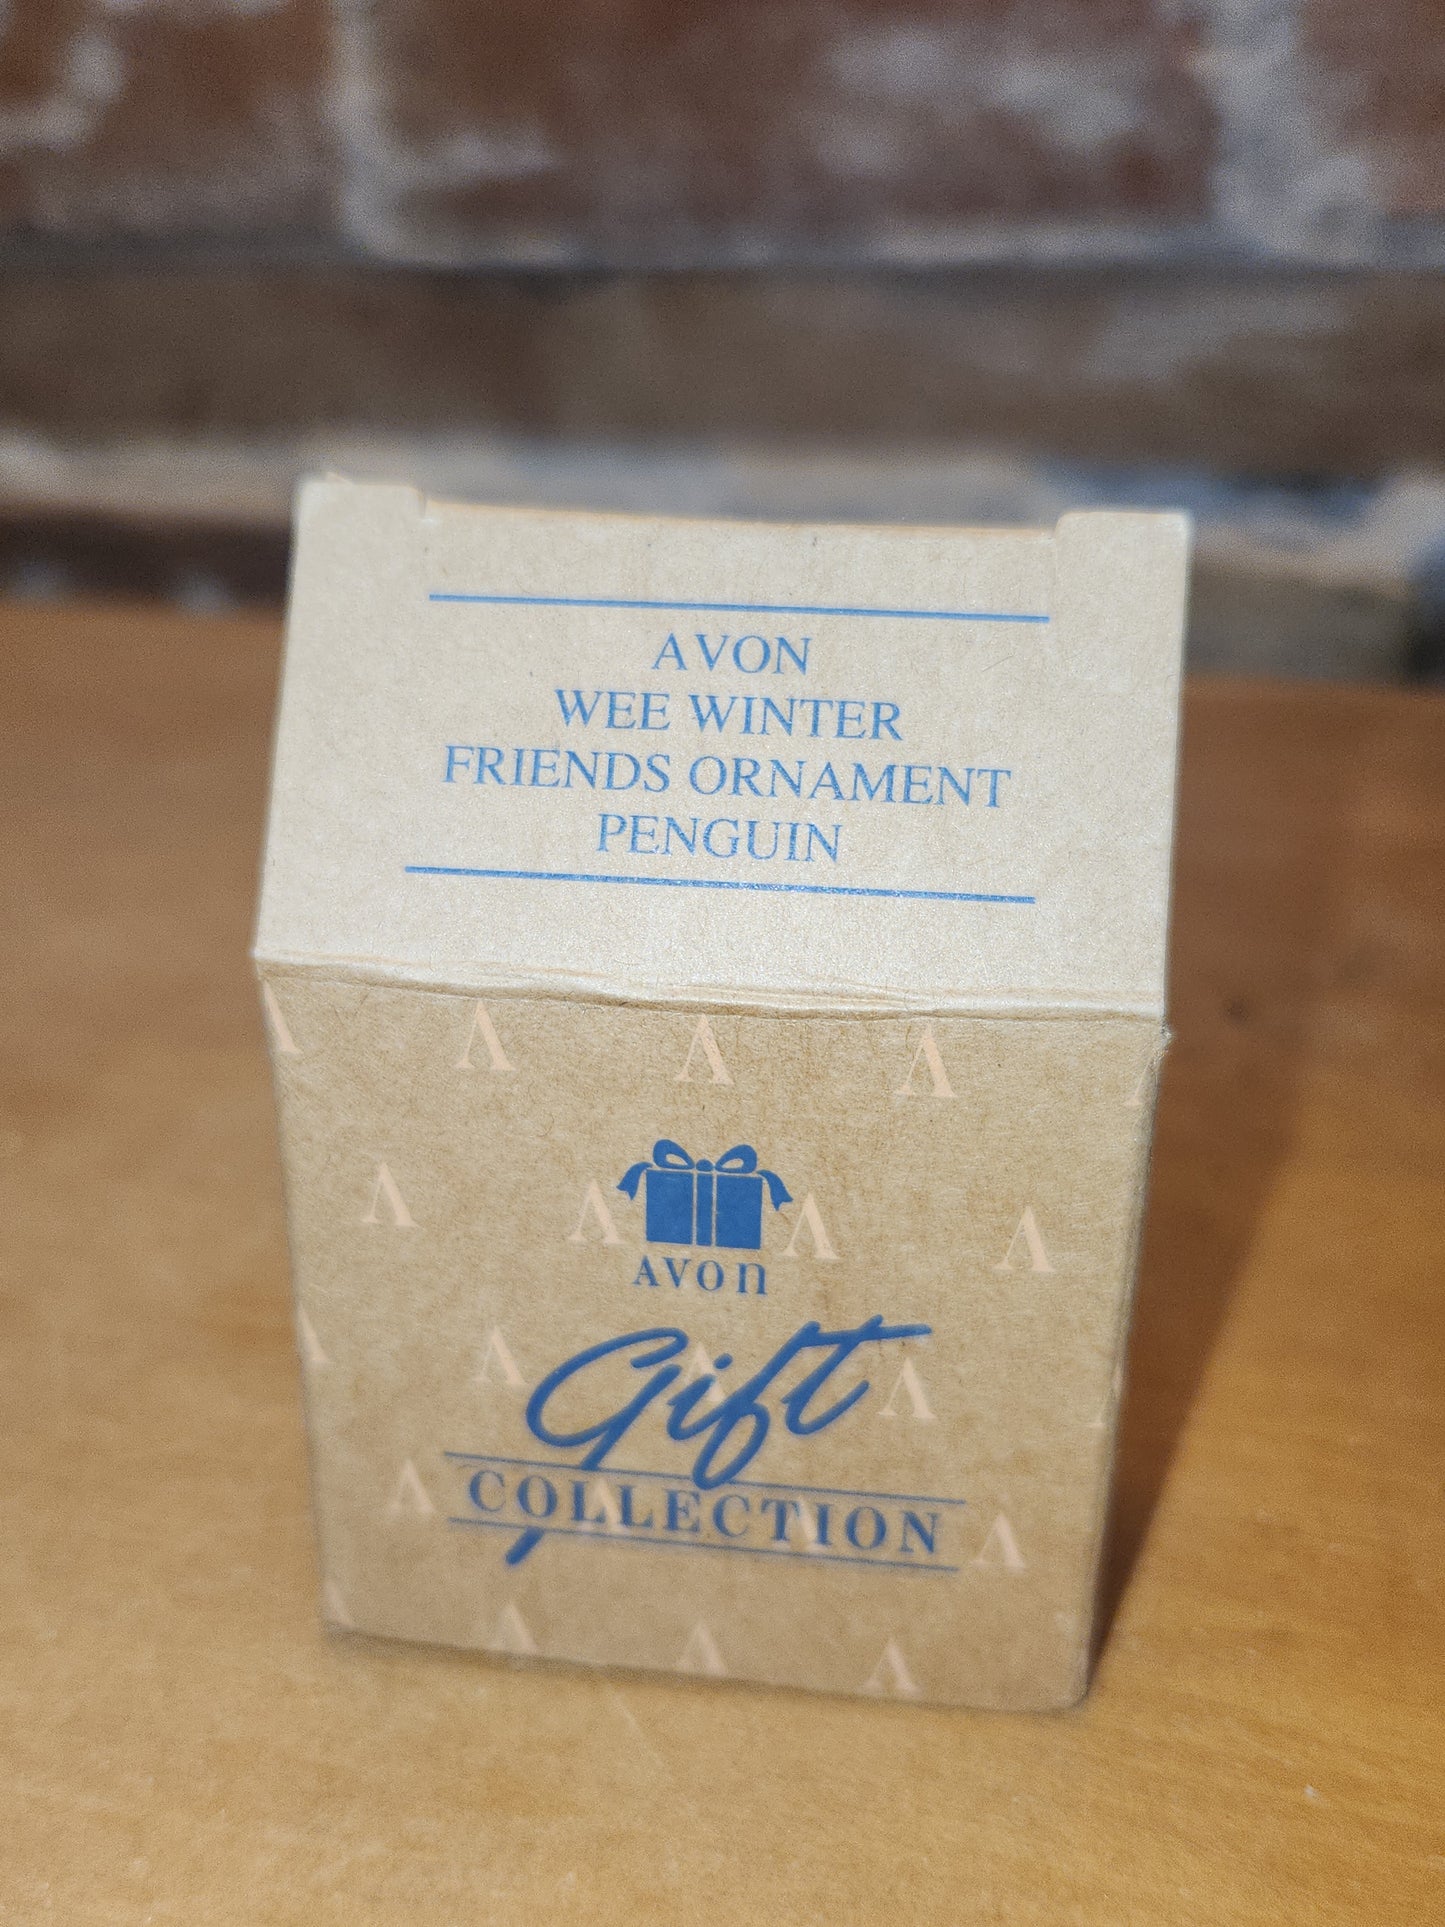 AVON
WEE WINTER
FRIENDS ORNAMENT
PENGUIN
AVON
Gift
COLLECTION